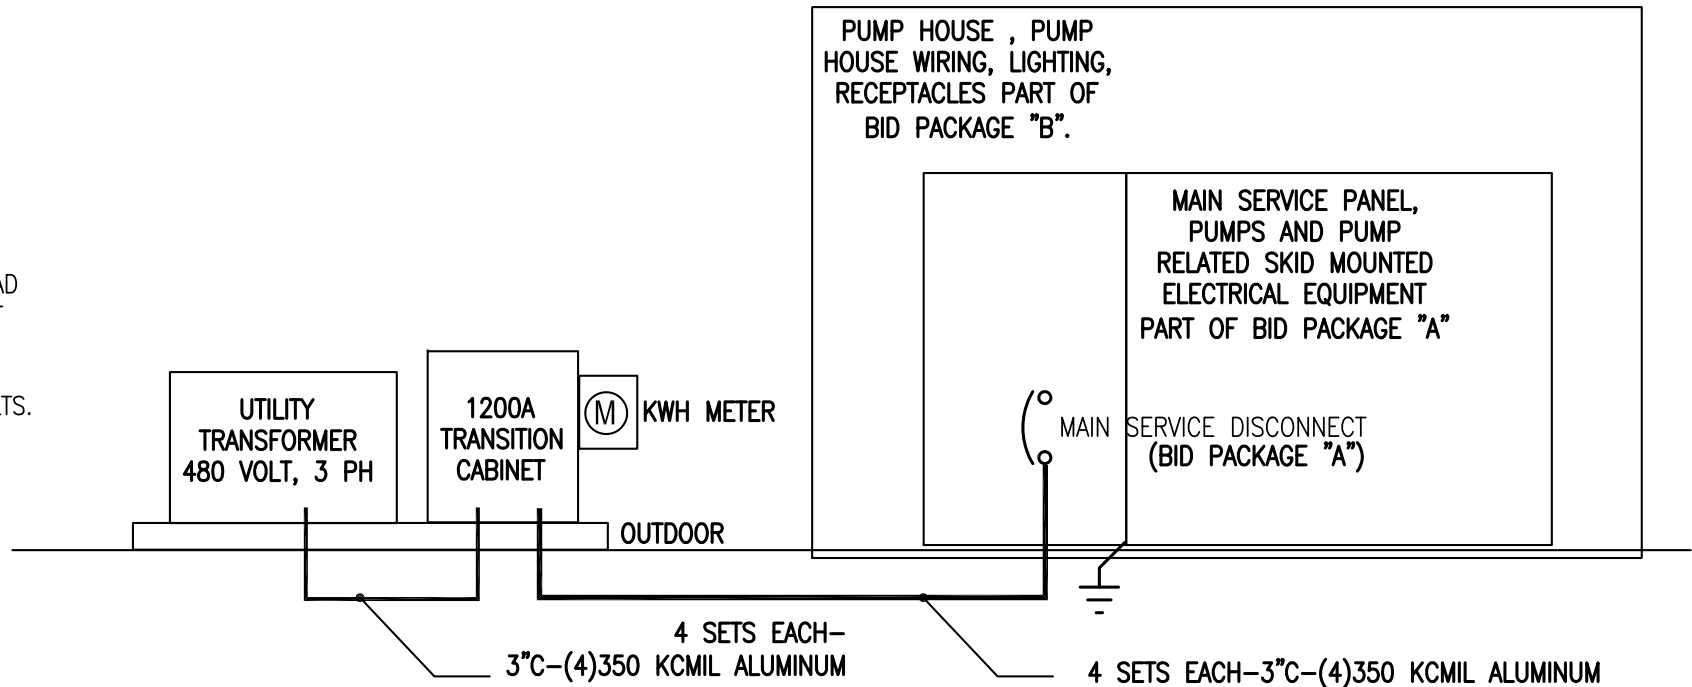 PUMP HOUSE , PUMP
HOUSE WIRING, LIGHTING,
RECEPTACLES PART OF
BID PACKAGE "B".
MAIN SERVICE PANEL,
PUMPS AND PUMP
RELATED SKID MOUNTED
ELECTRICAL EQUIPMENT
PART OF BID PACKAGE "A"
UTILITY
TRANSFORMER
480 VOLT, 3 PH
1200A
TRANSITION
CABINET
M
KWH METER
MAIN SERVICE DISCONNECT
(BID PACKAGE "A")
OUTDOOR
4 SETS EACH-
3"C-(4)350 KCMIL ALUMINUM
4 SETS EACH-3"C-(4)350 KCMIL ALUMINUM